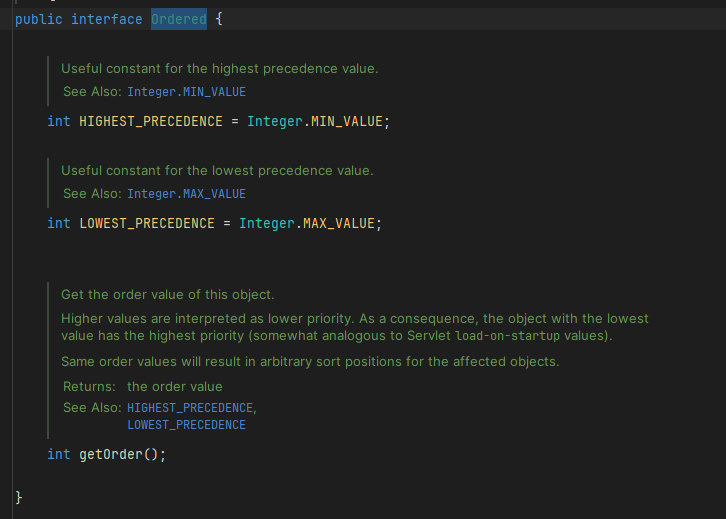 public interface Ordered {
Useful constant for the highest precedence value.
See Also: Integer.MIN_VALUE
int HIGHEST_PRECEDENCE = Integer.MIN_VALUE;
Useful constant for the lowest precedence value.
See Also: Integer.MAX_VALUE
int LOWEST_PRECEDENCE = Integer.MAX_VALUE;
Get the order value of this object.
Higher values are interpreted as lower priority. As a consequence, the object with the lowest
value has the highest priority (somewhat analogous to Servlet load-on-startup values).
Same order values will result in arbitrary sort positions for the affected objects.
Returns: the order value
See Also: HIGHEST_PRECEDENCE,
LOWEST_PRECEDENCE
int getOrder();
}